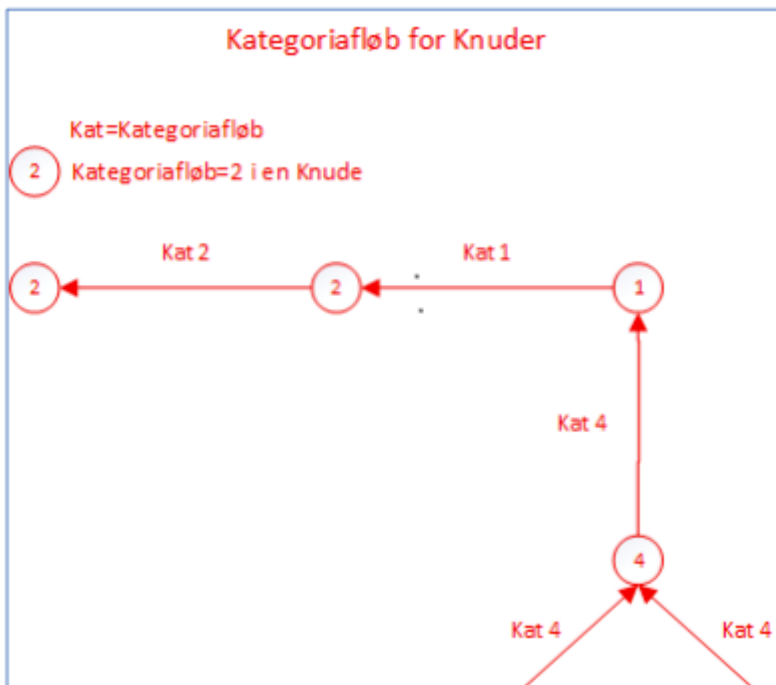 Kategoriafløb for Knuder
Kat=Kategoriafløb
2 Kategoriafløb=2 i en Knude
Kat 2 Kat 1
2 2 1
Kat 4
4
Kat 4 Kat 4